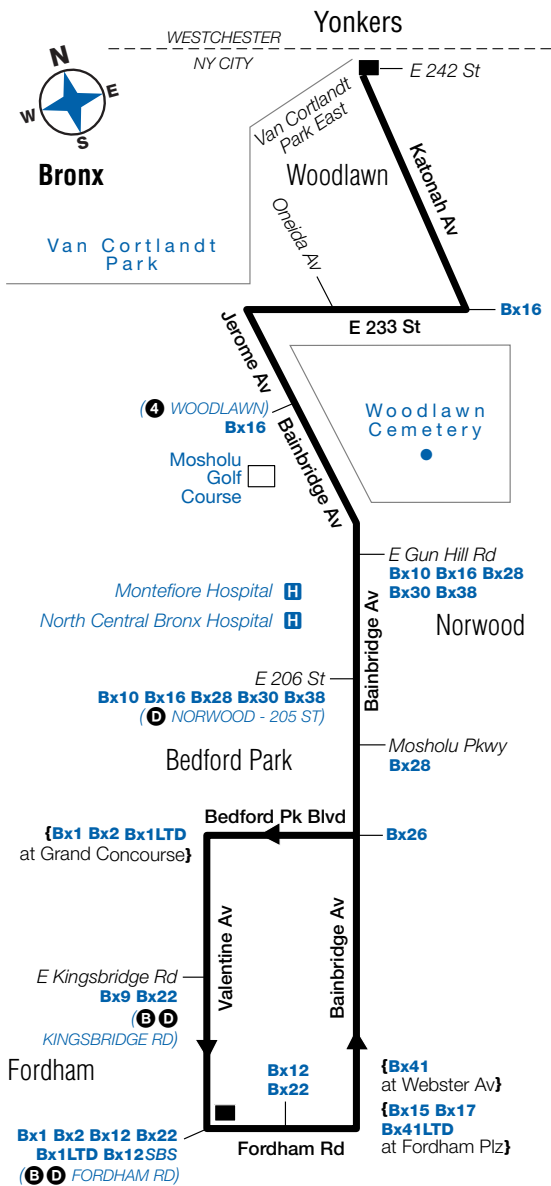 Yonkers
WESTCHESTER
NY CITY
N
E
S
W
E 242 St
Van Cortlandt
Park East
Bronx
Woodlawn
Katonah Av
Oneida Av
Van Cortlandt
Park
Bx16
E 233 St
Jerome Av
(4 WOODLAWN)
Bx16
Woodlawn
Cemetery
Bainbridge Av
Mosholu
Golf
Course
E Gun Hill Rd
Bx10 Bx16 Bx28
Bx30 Bx38
Montefiore Hospital H
North Central Bronx Hospital H
Norwood
Bainbridge Av
E 206 St
Bx10 Bx16 Bx28 Bx30 Bx38
(D NORWOOD - 205 ST)
Mosholu Pkwy
Bx28
Bedford Park
Bedford Pk Blvd
{Bx1 Bx2 Bx1LTD
at Grand Concourse}
Bx26
Valentine Av
Bainbridge Av
E Kingsbridge Rd
Bx9 Bx22
(B D
KINGSBRIDGE RD)
Fordham
Bx12
Bx22
{Bx41
at Webster Av}
{Bx15 Bx17
Bx41LTD
at Fordham Plz}
Bx1 Bx2 Bx12 Bx22
Bx1LTD Bx12SBS
(B D FORDHAM RD)
Fordham Rd